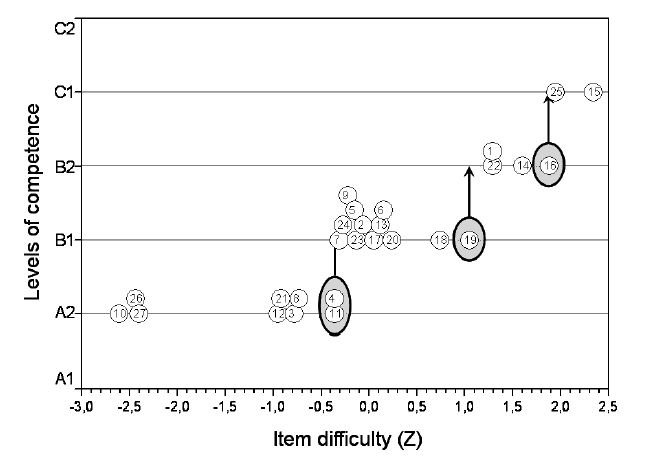 C2
C1
25 15
1
B2
22 14 16
9
5 6
24 2 13
B1
7 23 17 20 18 19
26 21 8 4
A2
10 27 12 3 11
A1
-3,0 -2,5 -2,0 -1,5 -1,0 -0,5 0,0 0,5 1,0 1,5 2,0 2,5
Item difficulty (Z)
Levels of competence